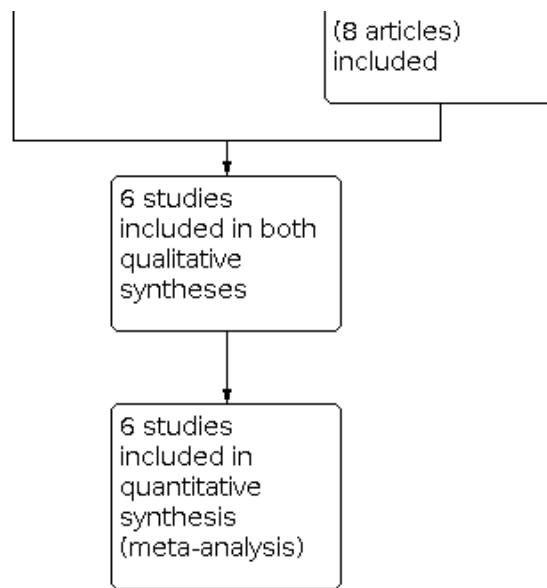 (8 articles)
included
6 studies
included in both
qualitative
syntheses
6 studies
included in
quantitative
synthesis
(meta-analysis)